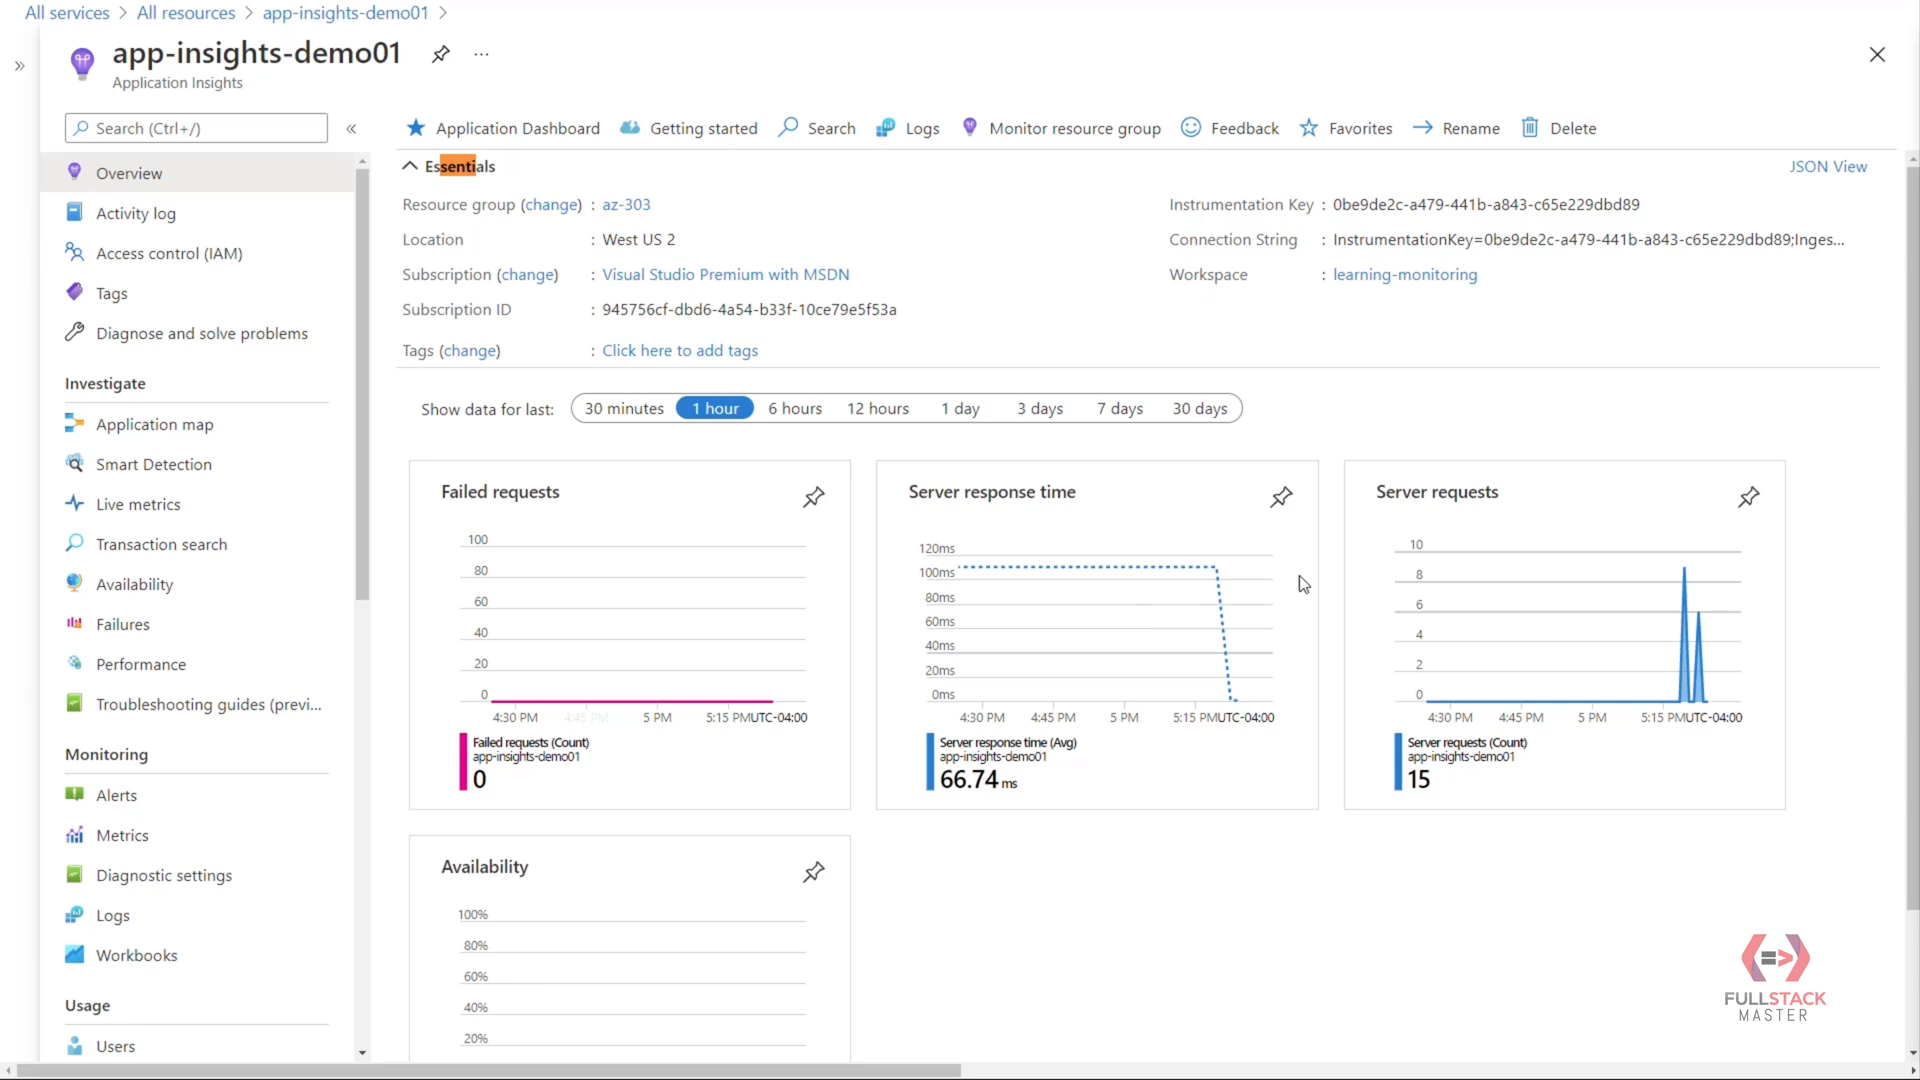 All services > All resources > app-insights-demo01 >
app-insights-demo01
Application Insights
Search (Ctrl+/)
Overview
Activity log
Access control (IAM)
Tags
Diagnose and solve problems
Investigate
Application map
Smart Detection
Live metrics
Transaction search
Availability
Failures
Performance
Troubleshooting guides (previ...
Monitoring
Alerts
Metrics
Diagnostic settings
Logs
Workbooks
Usage
Users
Application Dashboard Getting started Search Logs Monitor resource group Feedback Favorites Rename Delete
Essentials JSON View
Resource group (change) : az-303
Location : West US 2
Subscription (change) : Visual Studio Premium with MSDN
Subscription ID : 945756cf-dbd6-4a54-b33f-10ce79e5f53a
Tags (change) : Click here to add tags
Instrumentation Key : 0be9de2c-a479-441b-a843-c65e229dbd89
Connection String : InstrumentationKey=0be9de2c-a479-441b-a843-c65e229dbd89;Inges...
Workspace : learning-monitoring
Show data for last: 30 minutes 1 hour 6 hours 12 hours 1 day 3 days 7 days 30 days
Failed requests
100
80
60
40
20
0
4:30 PM 4:45 PM 5 PM 5:15 PM UTC-04:00
Failed requests (Count)
app-insights-demo01
0
Server response time
120ms
100ms
80ms
60ms
40ms
20ms
0ms
4:30 PM 4:45 PM 5 PM 5:15 PM UTC-04:00
Server response time (Avg)
app-insights-demo01
66.74 ms
Server requests
10
8
6
4
2
0
4:30 PM 4:45 PM 5 PM 5:15 PM UTC-04:00
Server requests (Count)
app-insights-demo01
15
Availability
100%
80%
60%
40%
20%
FULLSTACK
MASTER